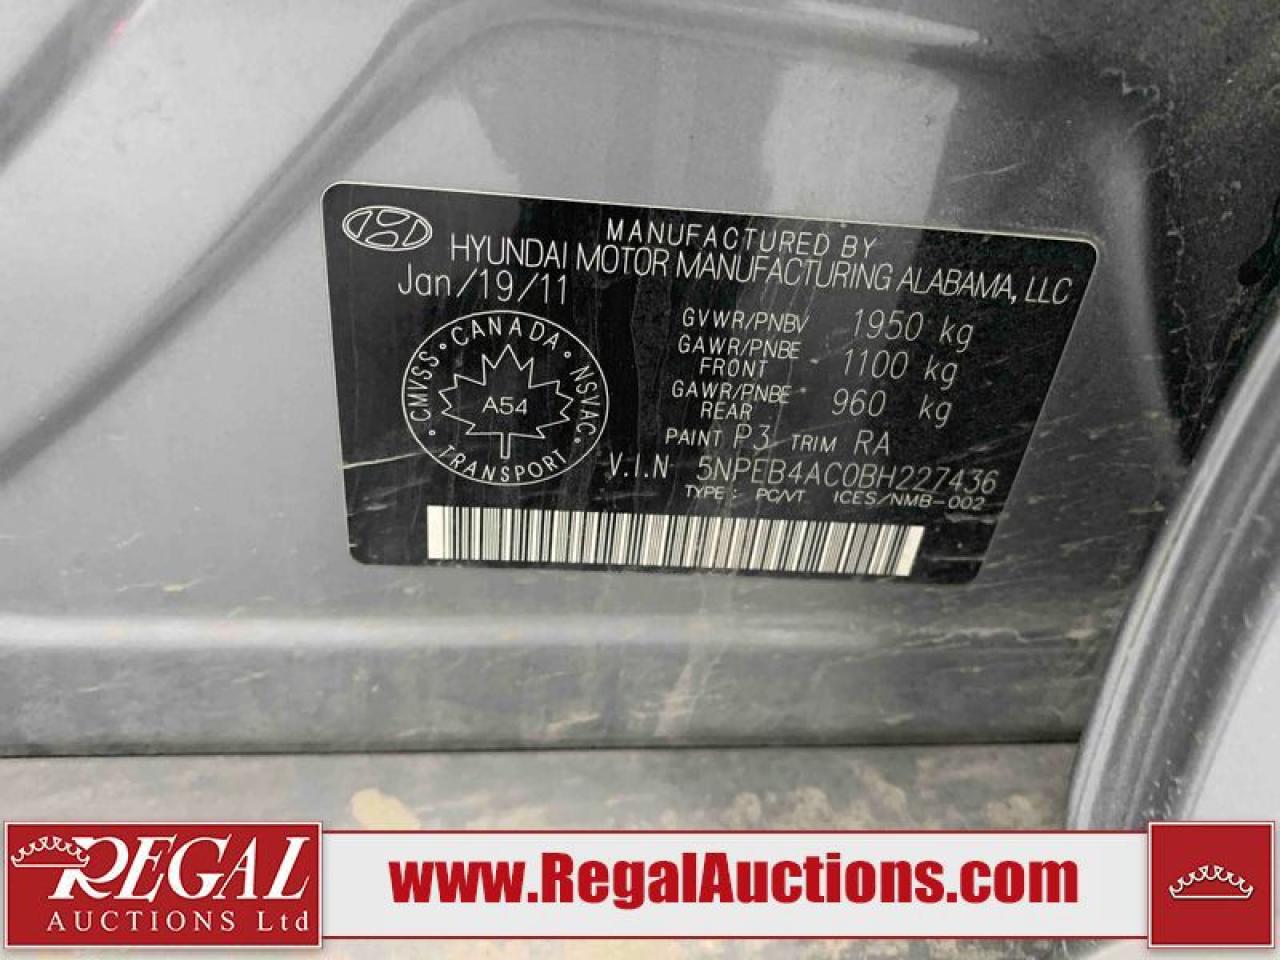 MANUFACTURED BY
HYUNDAI MOTOR MANUFACTURING ALABAMA, LLC
Jan/19/11
GVWR/PNBV 1950 kg
GAWR/PNBE FRONT 1100 kg
GAWR/PNBE REAR 960 kg
PAINT P3 TRIM RA
V.I.N 5NPEB4AC0BH227436
TYPE: PC/VT ICES/NMB-002
CMVSS · CANADA · NSVAC · TRANSPORT ·
A54
REGAL
AUCTIONS Ltd
www.RegalAuctions.com